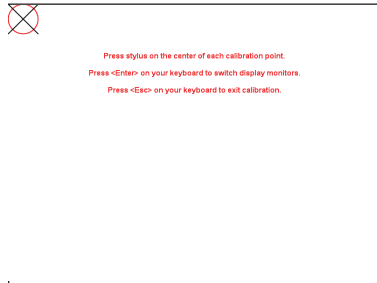 Press stylus on the center of each calibration point.
Press <Enter> on your keyboard to switch display monitors.
Press <Esc> on your keyboard to exit calibration.